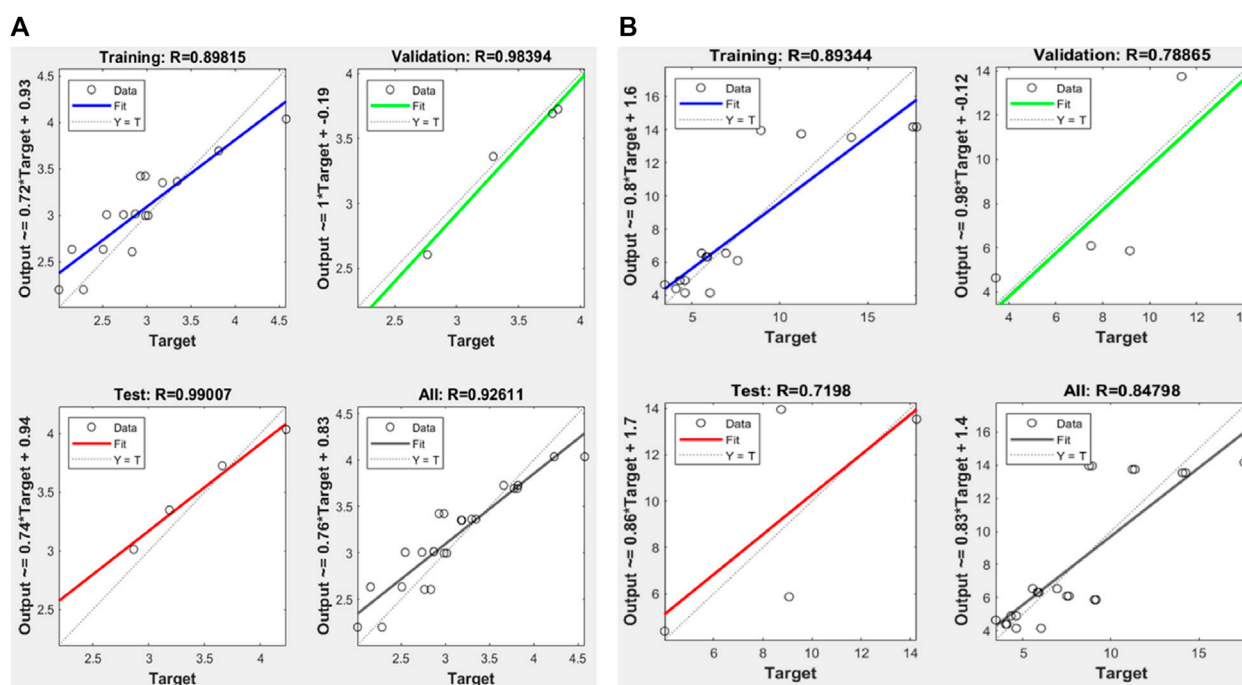 A
Training: R=0.89815
Output ~= 0.72*Target + 0.93
4.5
4
3.5
3
2.5
Data
Fit
Y = T
2.5 3 3.5 4 4.5
Target
Validation: R=0.98394
Output ~= 1*Target + -0.19
4
3.5
3
2.5
Data
Fit
Y = T
2.5 3 3.5 4
Target
Test: R=0.99007
Output ~= 0.74*Target + 0.94
4
3.5
3
2.5
Data
Fit
Y = T
2.5 3 3.5 4
Target
All: R=0.92611
Output ~= 0.76*Target + 0.83
4.5
4
3.5
3
2.5
Data
Fit
Y = T
2.5 3 3.5 4 4.5
Target
B
Training: R=0.89344
Output ~= 0.8*Target + 1.6
16
14
12
10
8
6
4
Data
Fit
Y = T
5 10 15
Target
Validation: R=0.78865
Output ~= 0.98*Target + -0.12
14
12
10
8
6
4
Data
Fit
Y = T
4 6 8 10 12
Target
Test: R=0.7198
Output ~= 0.86*Target + 1.7
14
12
10
8
6
Data
Fit
Y = T
6 8 10 12 14
Target
All: R=0.84798
Output ~= 0.83*Target + 1.4
16
14
12
10
8
6
4
Data
Fit
Y = T
5 10 15
Target